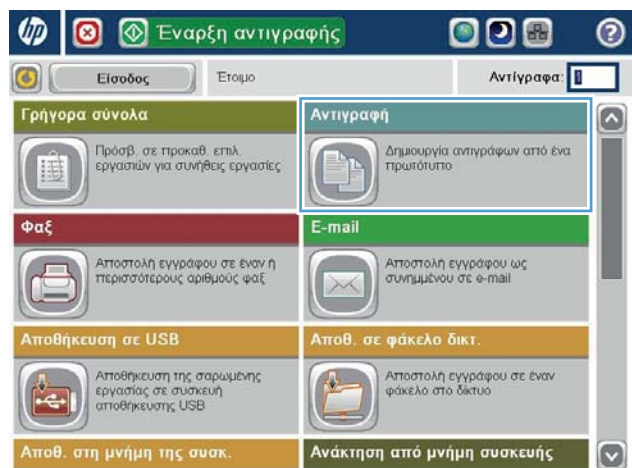 hp
Έναρξη αντιγραφής
?
Είσοδος
Έτοιμο
Αντίγραφα: 1
Γρήγορα σύνολα
Πρόσβ. σε προκαθ. επιλ.
εργασιών για συνήθεις εργασίες
Αντιγραφή
Δημιουργία αντιγράφων από ένα
πρωτότυπο
Φαξ
Αποστολή εγγράφου σε έναν ή
περισσότερους αριθμούς φαξ
E-mail
Αποστολή εγγράφου ως
συνημμένου σε e-mail
Αποθήκευση σε USB
Αποθήκευση της σαρωμένης
εργασίας σε συσκευή
αποθήκευσης USB
Αποθ. σε φάκελο δικτ.
Αποστολή εγγράφου σε έναν
φάκελο στο δίκτυο
Αποθ. στη μνήμη της συσκ.
Ανάκτηση από μνήμη συσκευής